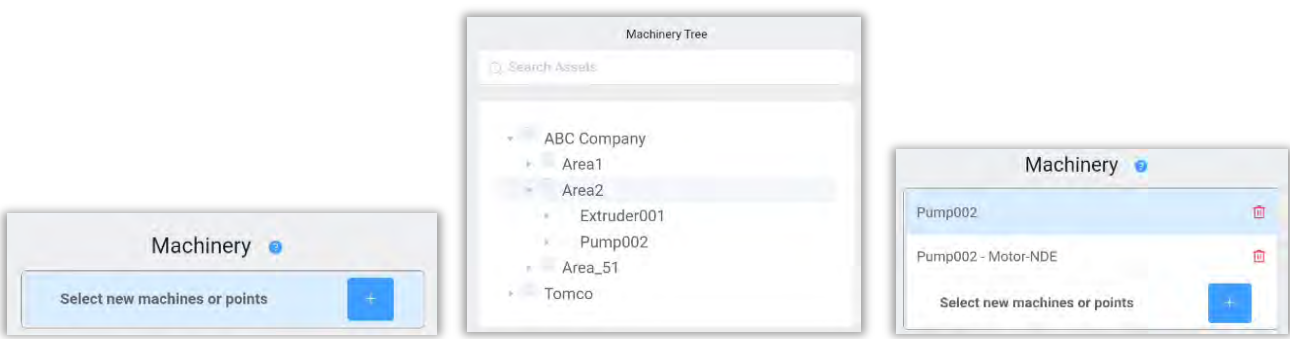 Machinery ?
Select new machines or points +
Machinery Tree
Search Assets
ABC Company
Area1
Area2
Extruder001
Pump002
Area_51
Tomco
Machinery ?
Pump002
Pump002 - Motor-NDE
Select new machines or points +